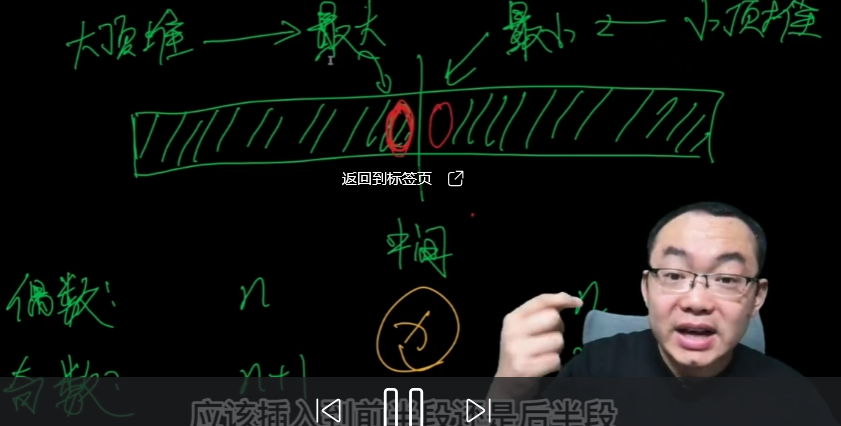 大顶堆 最大 最小 小顶堆
返回到标签页
中间
偶数: n x n
奇数: n+1
应该插入到前半段还是后半段